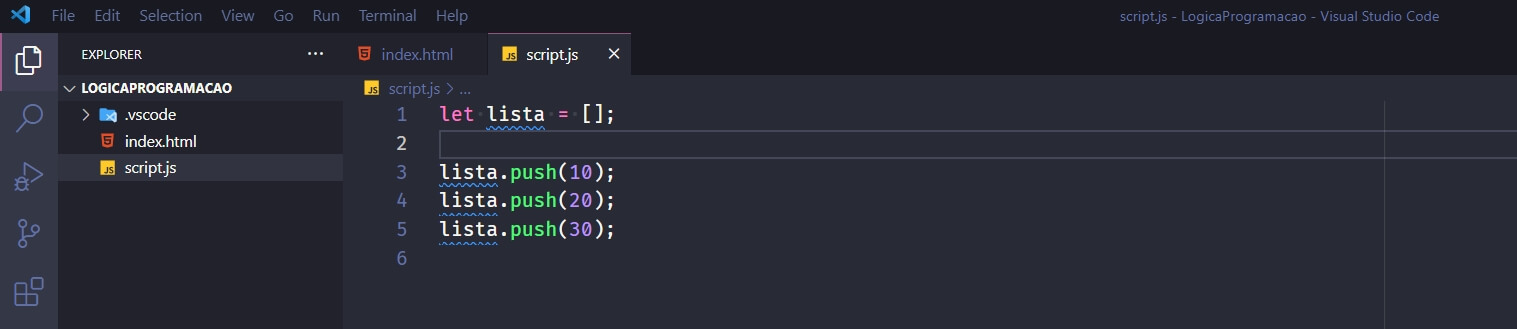 File Edit Selection View Go Run Terminal Help script.js - LogicaProgramacao - Visual Studio Code
EXPLORER ···
LOGICAPROGRAMACAO
.vscode
index.html
script.js
index.html script.js
script.js > ...
1 let lista = [];
2
3 lista.push(10);
4 lista.push(20);
5 lista.push(30);
6